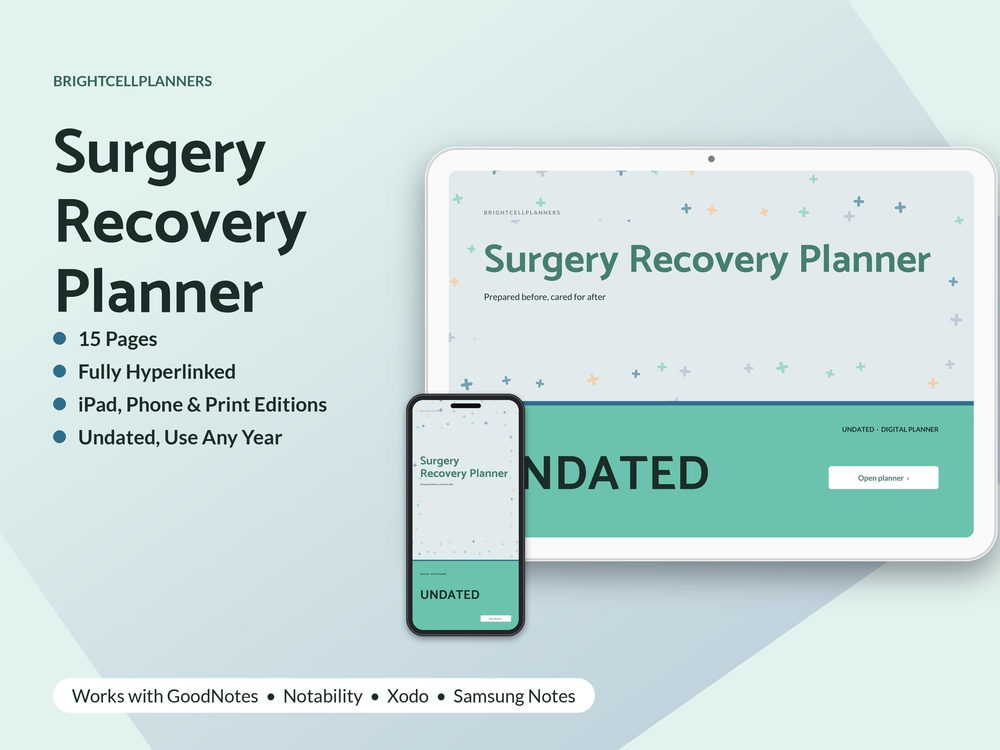 BRIGHTCELLPLANNERS
Surgery
Recovery
Planner
15 Pages
Fully Hyperlinked
iPad, Phone & Print Editions
Undated, Use Any Year
BRIGHTCELLPLANNERS
Surgery Recovery Planner
Prepared before, cared for after
UNDATED · DIGITAL PLANNER
NDATED
Open planner ›
Surgery
Recovery Planner
UNDATED
Works with GoodNotes • Notability • Xodo • Samsung Notes